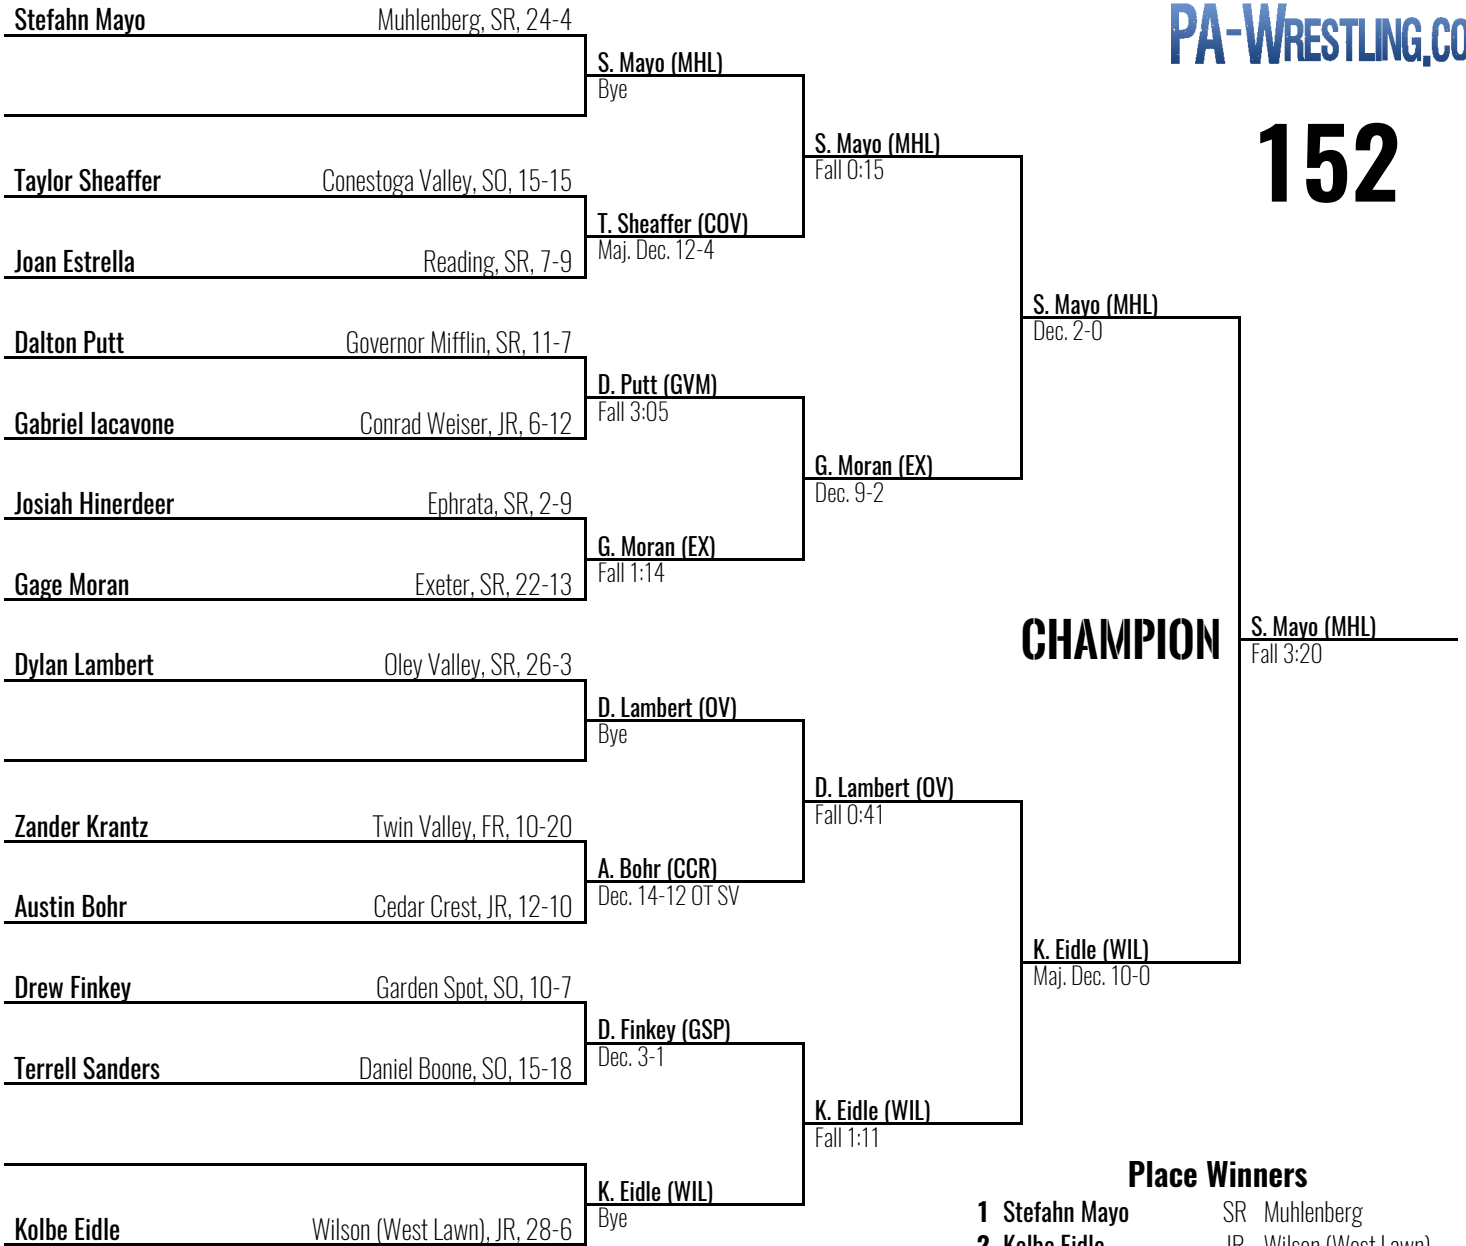 Stefahn Mayo Muhlenberg, SR, 24-4
PA-WRESTLING.CO
S. Mayo (MHL)
Bye
152
S. Mayo (MHL)
Fall 0:15
Taylor Sheaffer Conestoga Valley, SO, 15-15
T. Sheaffer (COV)
Maj. Dec. 12-4
Joan Estrella Reading, SR, 7-9
S. Mayo (MHL)
Dec. 2-0
Dalton Putt Governor Mifflin, SR, 11-7
D. Putt (GVM)
Fall 3:05
Gabriel Iacavone Conrad Weiser, JR, 6-12
G. Moran (EX)
Dec. 9-2
Josiah Hinerdeer Ephrata, SR, 2-9
G. Moran (EX)
Fall 1:14
Gage Moran Exeter, SR, 22-13
CHAMPION
S. Mayo (MHL)
Fall 3:20
Dylan Lambert Oley Valley, SR, 26-3
D. Lambert (OV)
Bye
D. Lambert (OV)
Fall 0:41
Zander Krantz Twin Valley, FR, 10-20
A. Bohr (CCR)
Dec. 14-12 OT SV
Austin Bohr Cedar Crest, JR, 12-10
K. Eidle (WIL)
Maj. Dec. 10-0
Drew Finkey Garden Spot, SO, 10-7
D. Finkey (GSP)
Dec. 3-1
Terrell Sanders Daniel Boone, SO, 15-18
K. Eidle (WIL)
Fall 1:11
K. Eidle (WIL)
Bye
Kolbe Eidle Wilson (West Lawn), JR, 28-6
Place Winners
1 Stefahn Mayo SR Muhlenberg
2 Kolbe Eidle JR Wilson (West Lawn)